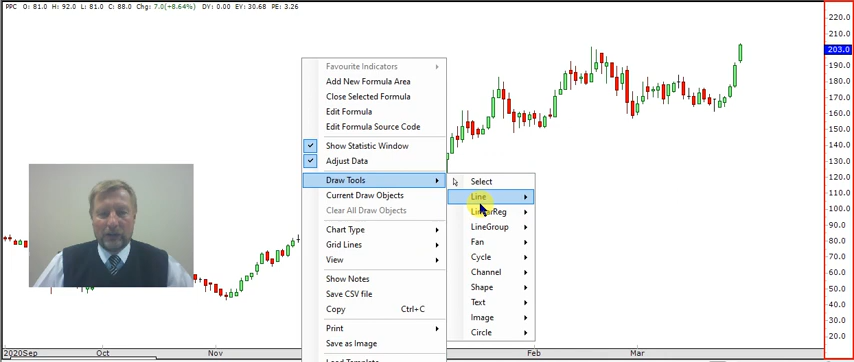 PPC O: 81.0 H: 92.0 L: 81.0 C: 88.0 Chg: 7.0(+8.64%) DY: 0.00 EY: 30.68 PE: 3.26
Favourite Indicators
Add New Formula Area
Close Selected Formula
Edit Formula
Edit Formula Source Code
Show Statistic Window
Adjust Data
Draw Tools
Current Draw Objects
Clear All Draw Objects
Chart Type
Grid Lines
View
Show Notes
Save CSV file
Copy Ctrl+C
Print
Save as Image
Load Template
Select
Line
LinearReg
LineGroup
Fan
Cycle
Channel
Shape
Text
Image
Circle
220.0
210.0
203.0
190.0
180.0
170.0
160.0
150.0
140.0
130.0
120.0
110.0
100.0
90.0
80.0
70.0
60.0
50.0
40.0
30.0
20.0
2020Sep Oct Nov Feb Mar